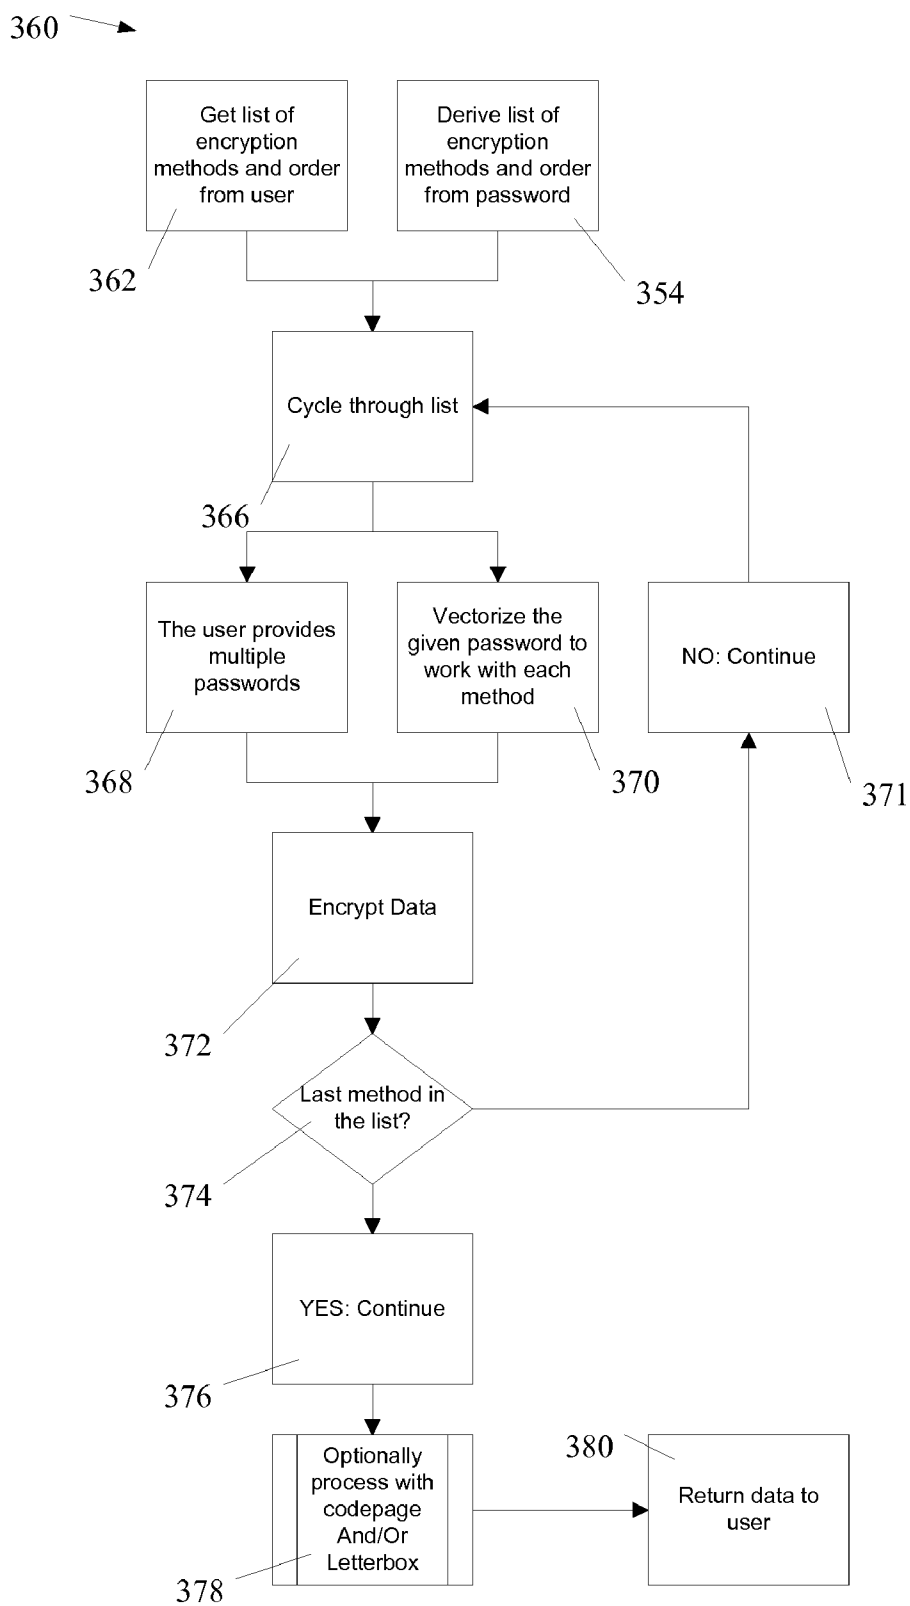 360
Get list of
encryption
methods and order
from user
Derive list of
encryption
methods and order
from password
362
354
Cycle through list
366
The user provides
multiple
passwords
Vectorize the
given password to
work with each
method
NO: Continue
368
370
371
Encrypt Data
372
Last method in
the list?
374
YES: Continue
376
Optionally
process with
codepage
And/Or
Letterbox
378
380
Return data to
user